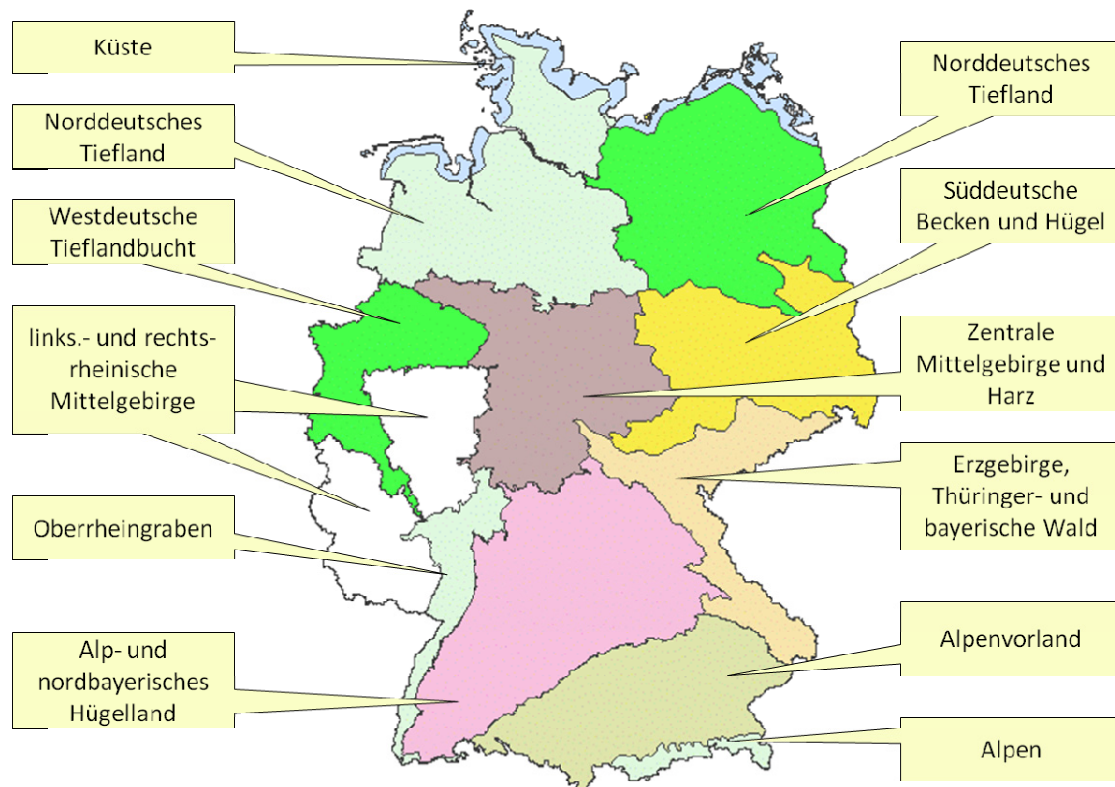 Küste
Norddeutsches
Tiefland
Westdeutsche
Tieflandbucht
links.- und rechts-
rheinische
Mittelgebirge
Oberrheingraben
Alp- und
nordbayerisches
Hügelland
Norddeutsches
Tiefland
Süddeutsche
Becken und Hügel
Zentrale
Mittelgebirge und
Harz
Erzgebirge,
Thüringer- und
bayerische Wald
Alpenvorland
Alpen